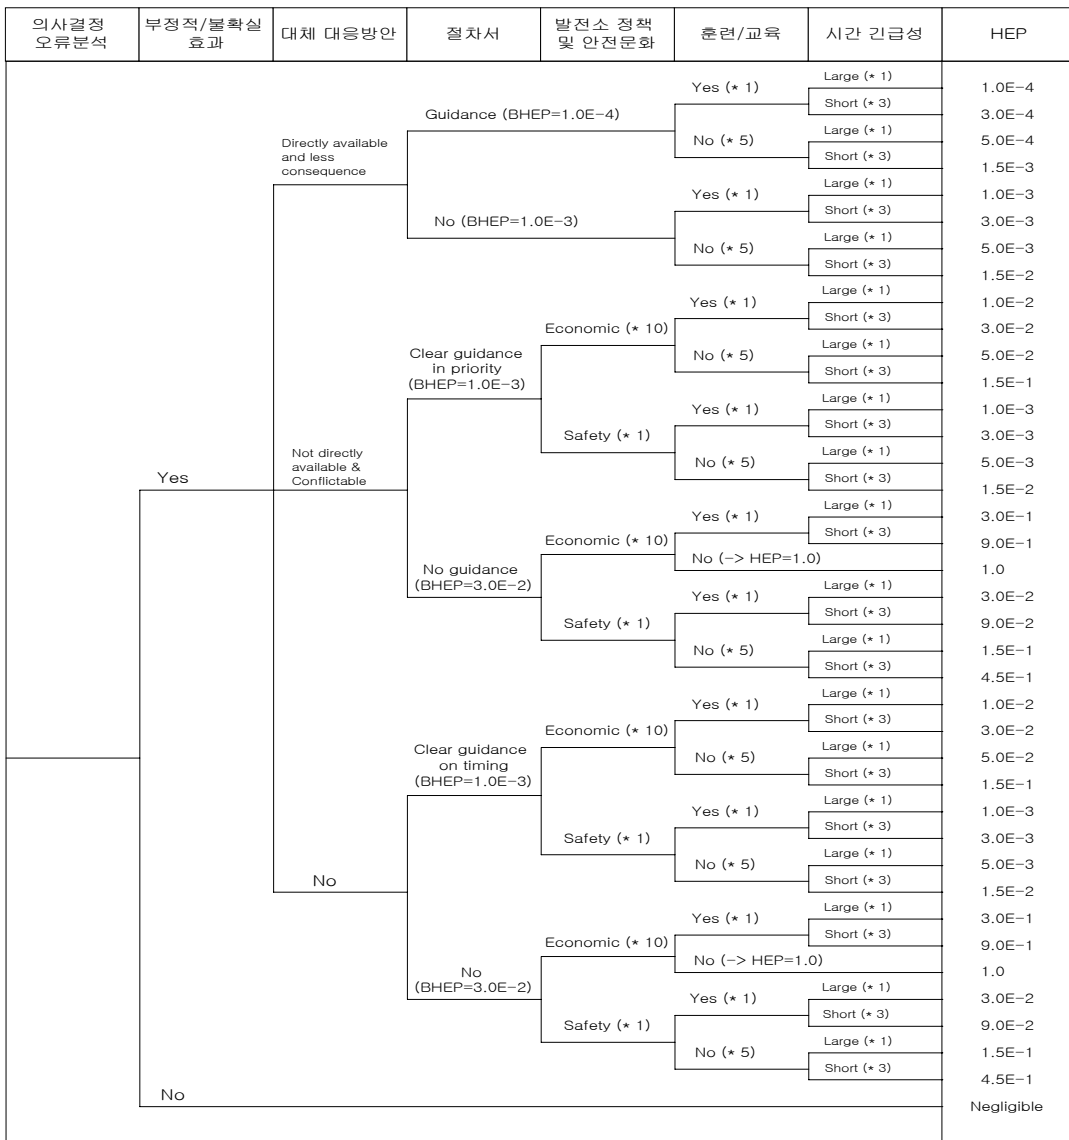 의사결정
오류분석
부정적/불확실
효과
대체 대응방안
절차서
발전소 정책
및 안전문화
훈련/교육
시간 긴급성
HEP
Large (* 1)
Yes (* 1)
1.0E-4
Short (* 3)
Guidance (BHEP=1.0E-4)
3.0E-4
Large (* 1)
No (* 5)
5.0E-4
Directly available
and less
consequence
Short (* 3)
1.5E-3
Large (* 1)
Yes (* 1)
1.0E-3
Short (* 3)
No (BHEP=1.0E-3)
3.0E-3
Large (* 1)
No (* 5)
5.0E-3
Short (* 3)
1.5E-2
Large (* 1)
Yes (* 1)
1.0E-2
Short (* 3)
Economic (* 10)
3.0E-2
Large (* 1)
No (* 5)
5.0E-2
Clear guidance
in priority
(BHEP=1.0E-3)
Short (* 3)
1.5E-1
Large (* 1)
Yes (* 1)
1.0E-3
Short (* 3)
Safety (* 1)
3.0E-3
Large (* 1)
No (* 5)
5.0E-3
Not directly
available &
Conflictable
Yes
Short (* 3)
1.5E-2
Large (* 1)
Yes (* 1)
3.0E-1
Short (* 3)
Economic (* 10)
9.0E-1
No (-> HEP=1.0)
1.0
No guidance
(BHEP=3.0E-2)
Large (* 1)
Yes (* 1)
3.0E-2
Short (* 3)
Safety (* 1)
9.0E-2
Large (* 1)
No (* 5)
1.5E-1
Short (* 3)
4.5E-1
Large (* 1)
Yes (* 1)
1.0E-2
Short (* 3)
Economic (* 10)
3.0E-2
Large (* 1)
No (* 5)
5.0E-2
Clear guidance
on timing
(BHEP=1.0E-3)
Short (* 3)
1.5E-1
Large (* 1)
Yes (* 1)
1.0E-3
Short (* 3)
Safety (* 1)
3.0E-3
Large (* 1)
No (* 5)
5.0E-3
No
Short (* 3)
1.5E-2
Large (* 1)
Yes (* 1)
3.0E-1
Short (* 3)
Economic (* 10)
9.0E-1
No (-> HEP=1.0)
1.0
No
(BHEP=3.0E-2)
Large (* 1)
Yes (* 1)
3.0E-2
Short (* 3)
Safety (* 1)
9.0E-2
Large (* 1)
No (* 5)
1.5E-1
Short (* 3)
4.5E-1
No
Negligible